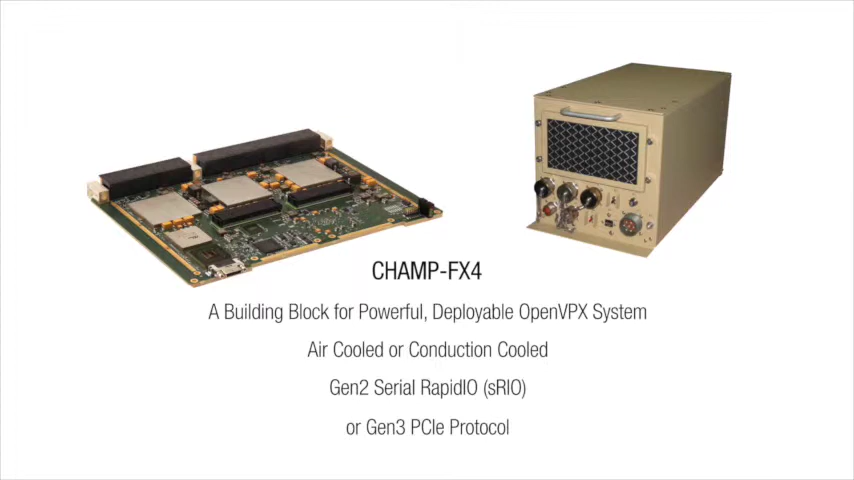 CHAMP-FX4
A Building Block for Powerful, Deployable OpenVPX System
Air Cooled or Conduction Cooled
Gen2 Serial RapidIO (sRIO)
or Gen3 PCIe Protocol